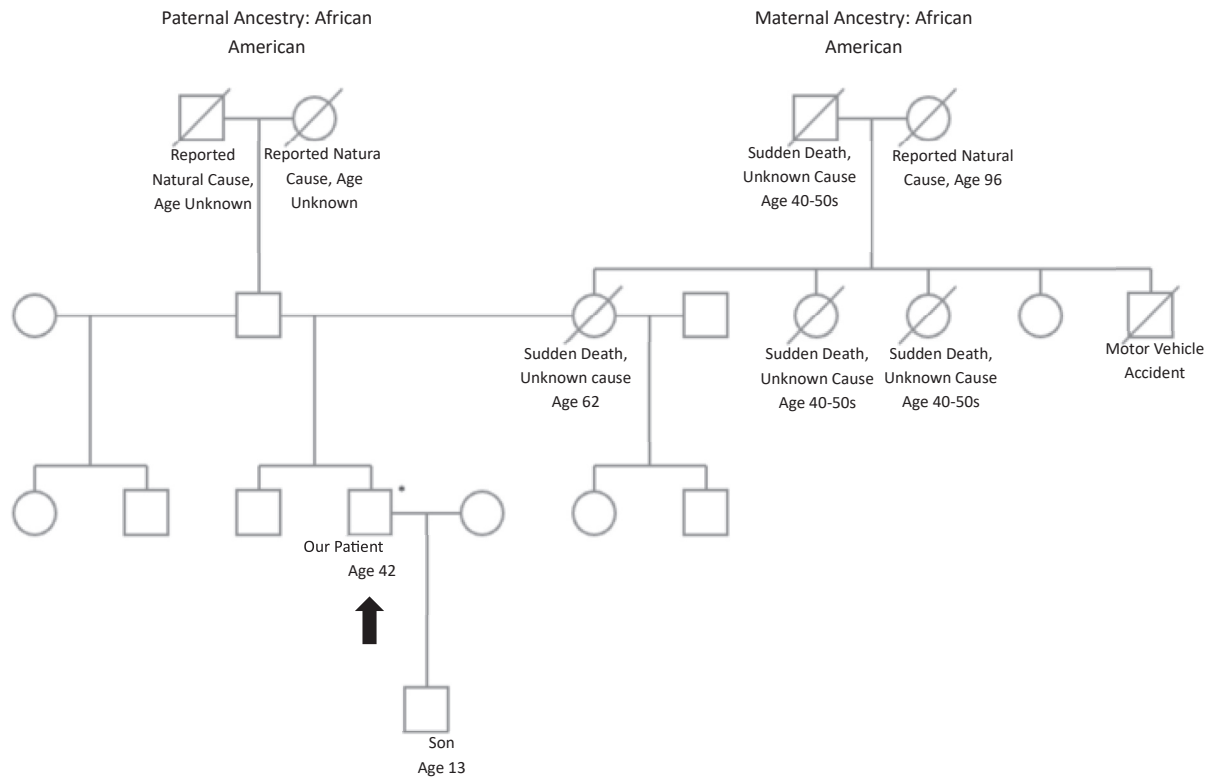 Paternal Ancestry: African
American
Maternal Ancestry: African
American
Reported
Natural Cause,
Age Unknown
Reported Natura
Cause, Age
Unknown
Sudden Death,
Unknown Cause
Age 40-50s
Reported Natural
Cause, Age 96
Sudden Death,
Unknown cause
Age 62
Sudden Death,
Unknown Cause
Age 40-50s
Sudden Death,
Unknown Cause
Age 40-50s
Motor Vehicle
Accident
*
Our Patient
Age 42
Son
Age 13